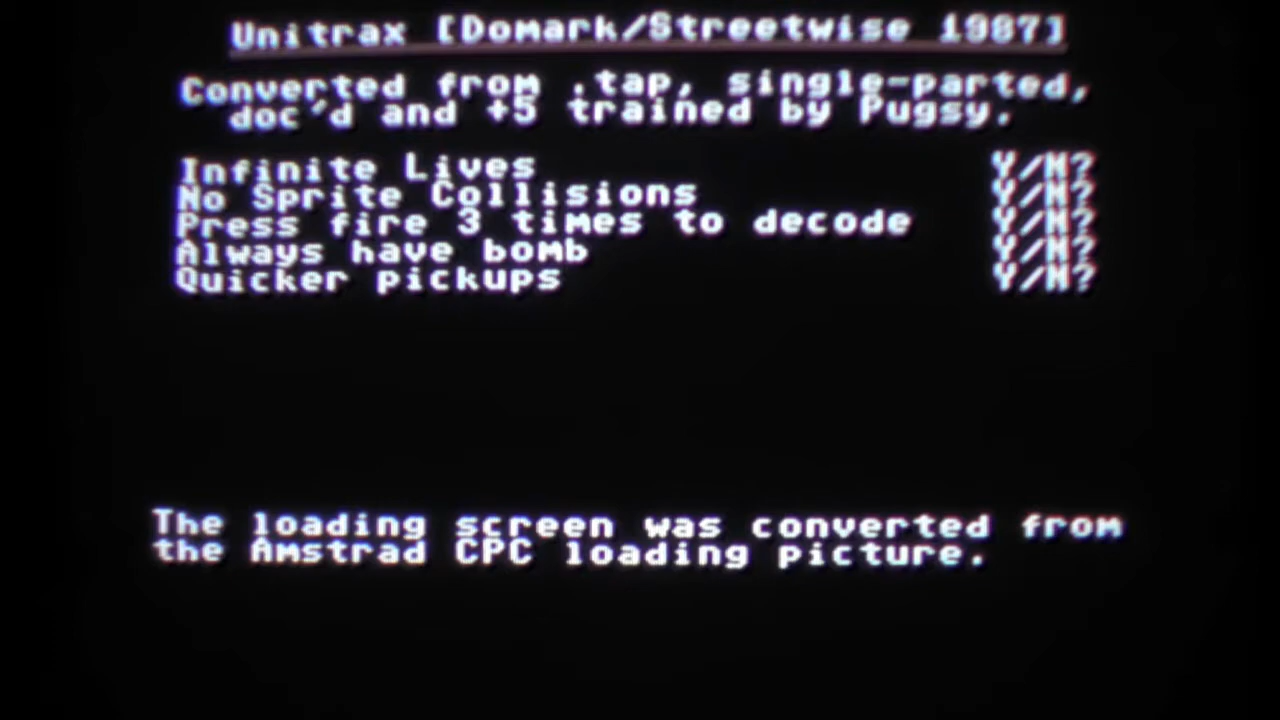 Unitrax [Domark/Streetwise 1987]
Converted from .tap, single-parted,
doc'd and +5 trained by Pugsy.
Infinite Lives Y/N?
No Sprite Collisions Y/N?
Press fire 3 times to decode Y/N?
Always have bomb Y/N?
Quicker pickups Y/N?
The loading screen was converted from
the Amstrad CPC loading picture.